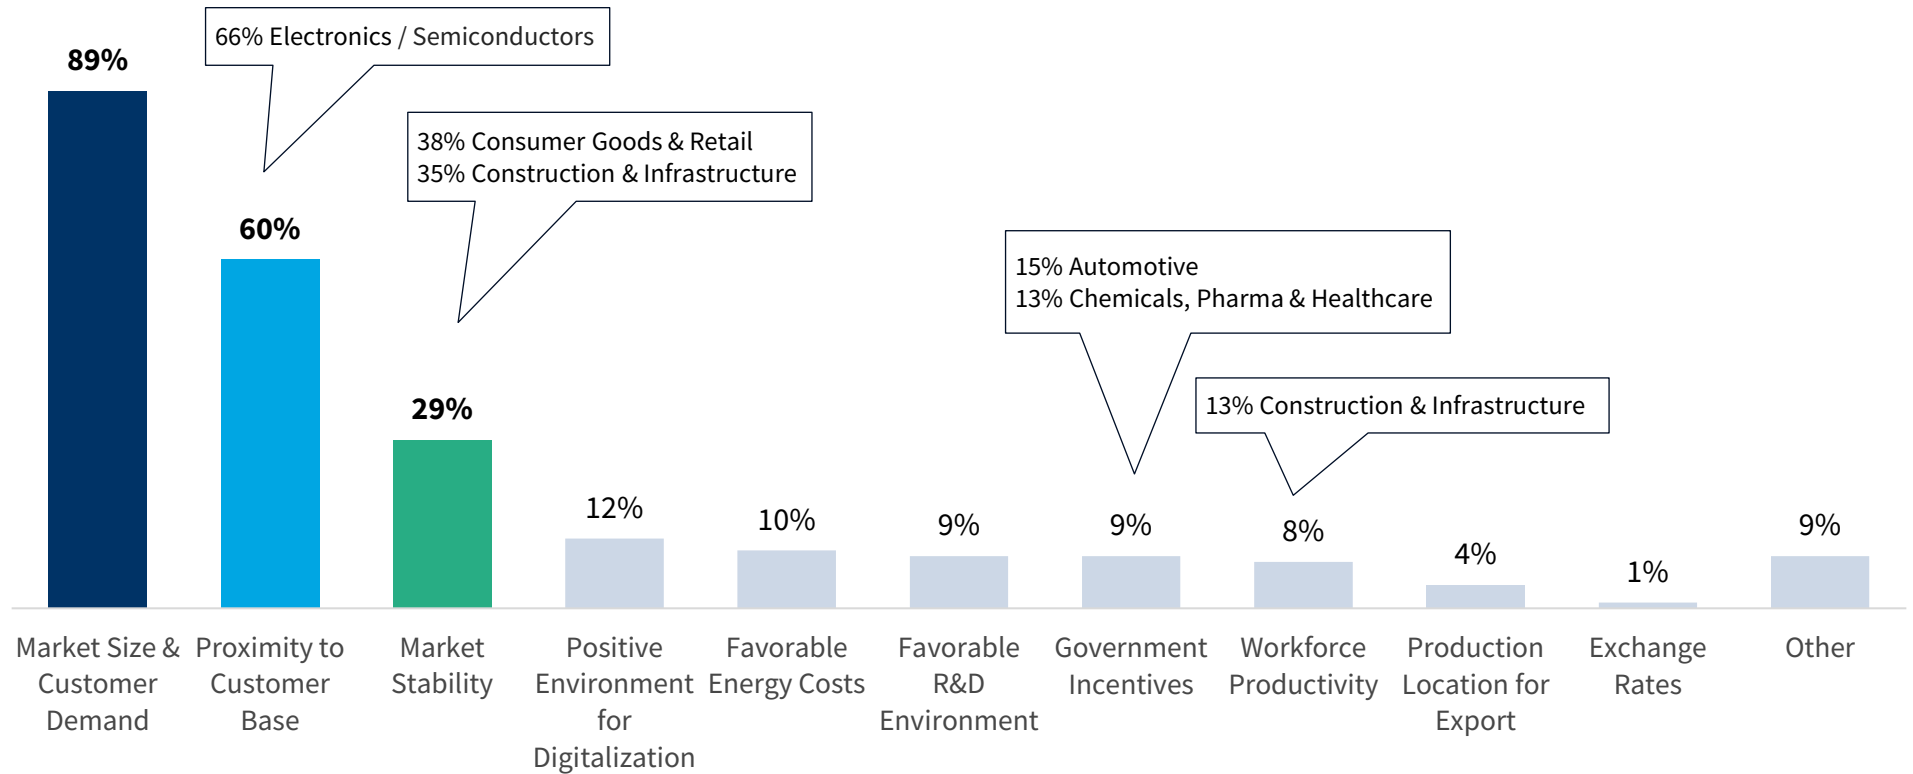 66% Electronics / Semiconductors
89%
38% Consumer Goods & Retail
35% Construction & Infrastructure
60%
15% Automotive
13% Chemicals, Pharma & Healthcare
29%
13% Construction & Infrastructure
12%
10%
9%
9%
8%
4%
1%
9%
Market Size &
Customer
Demand
Proximity to
Customer
Base
Market
Stability
Positive
Environment
for
Digitalization
Favorable
Energy Costs
Favorable
R&D
Environment
Government
Incentives
Workforce
Productivity
Production
Location for
Export
Exchange
Rates
Other